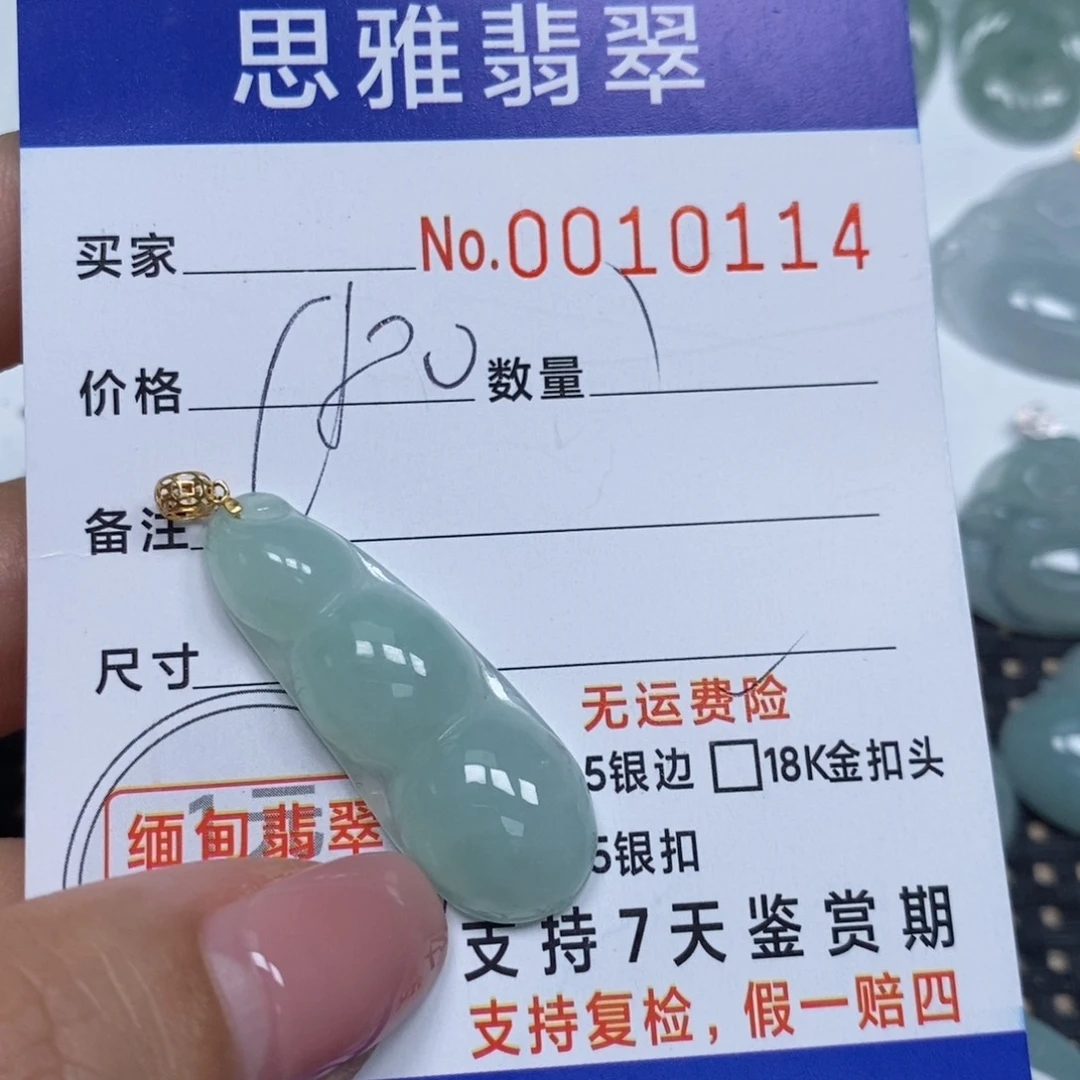 思雅翡翠
买家 No.0010114
价格 数量
备注
尺寸
无运费险
5银边 □18K金扣头
缅甸翡翠
5银扣
支持7天鉴赏期
支持复检，假一赔四